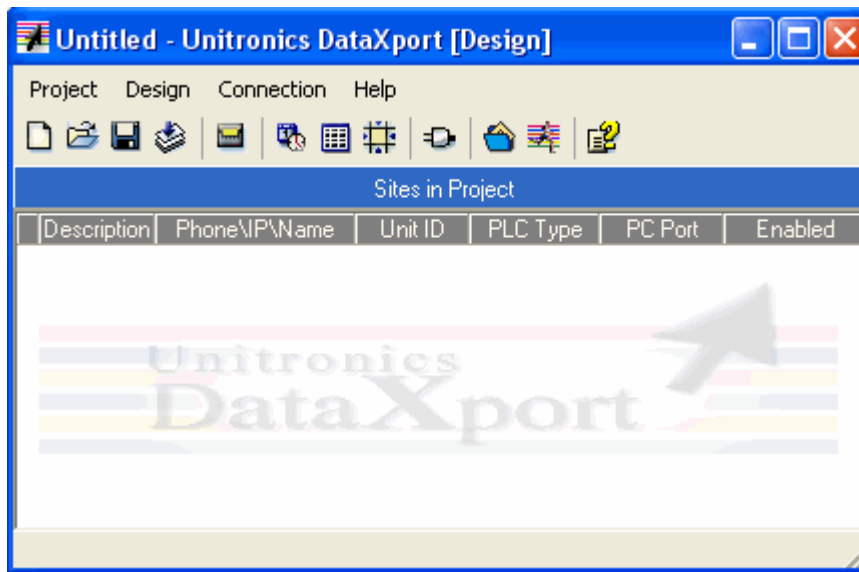 Untitled - Unitronics DataXport [Design]
Project Design Connection Help
Sites in Project
Description Phone\IP\Name Unit ID PLC Type PC Port Enabled
Unitronics
DataXport